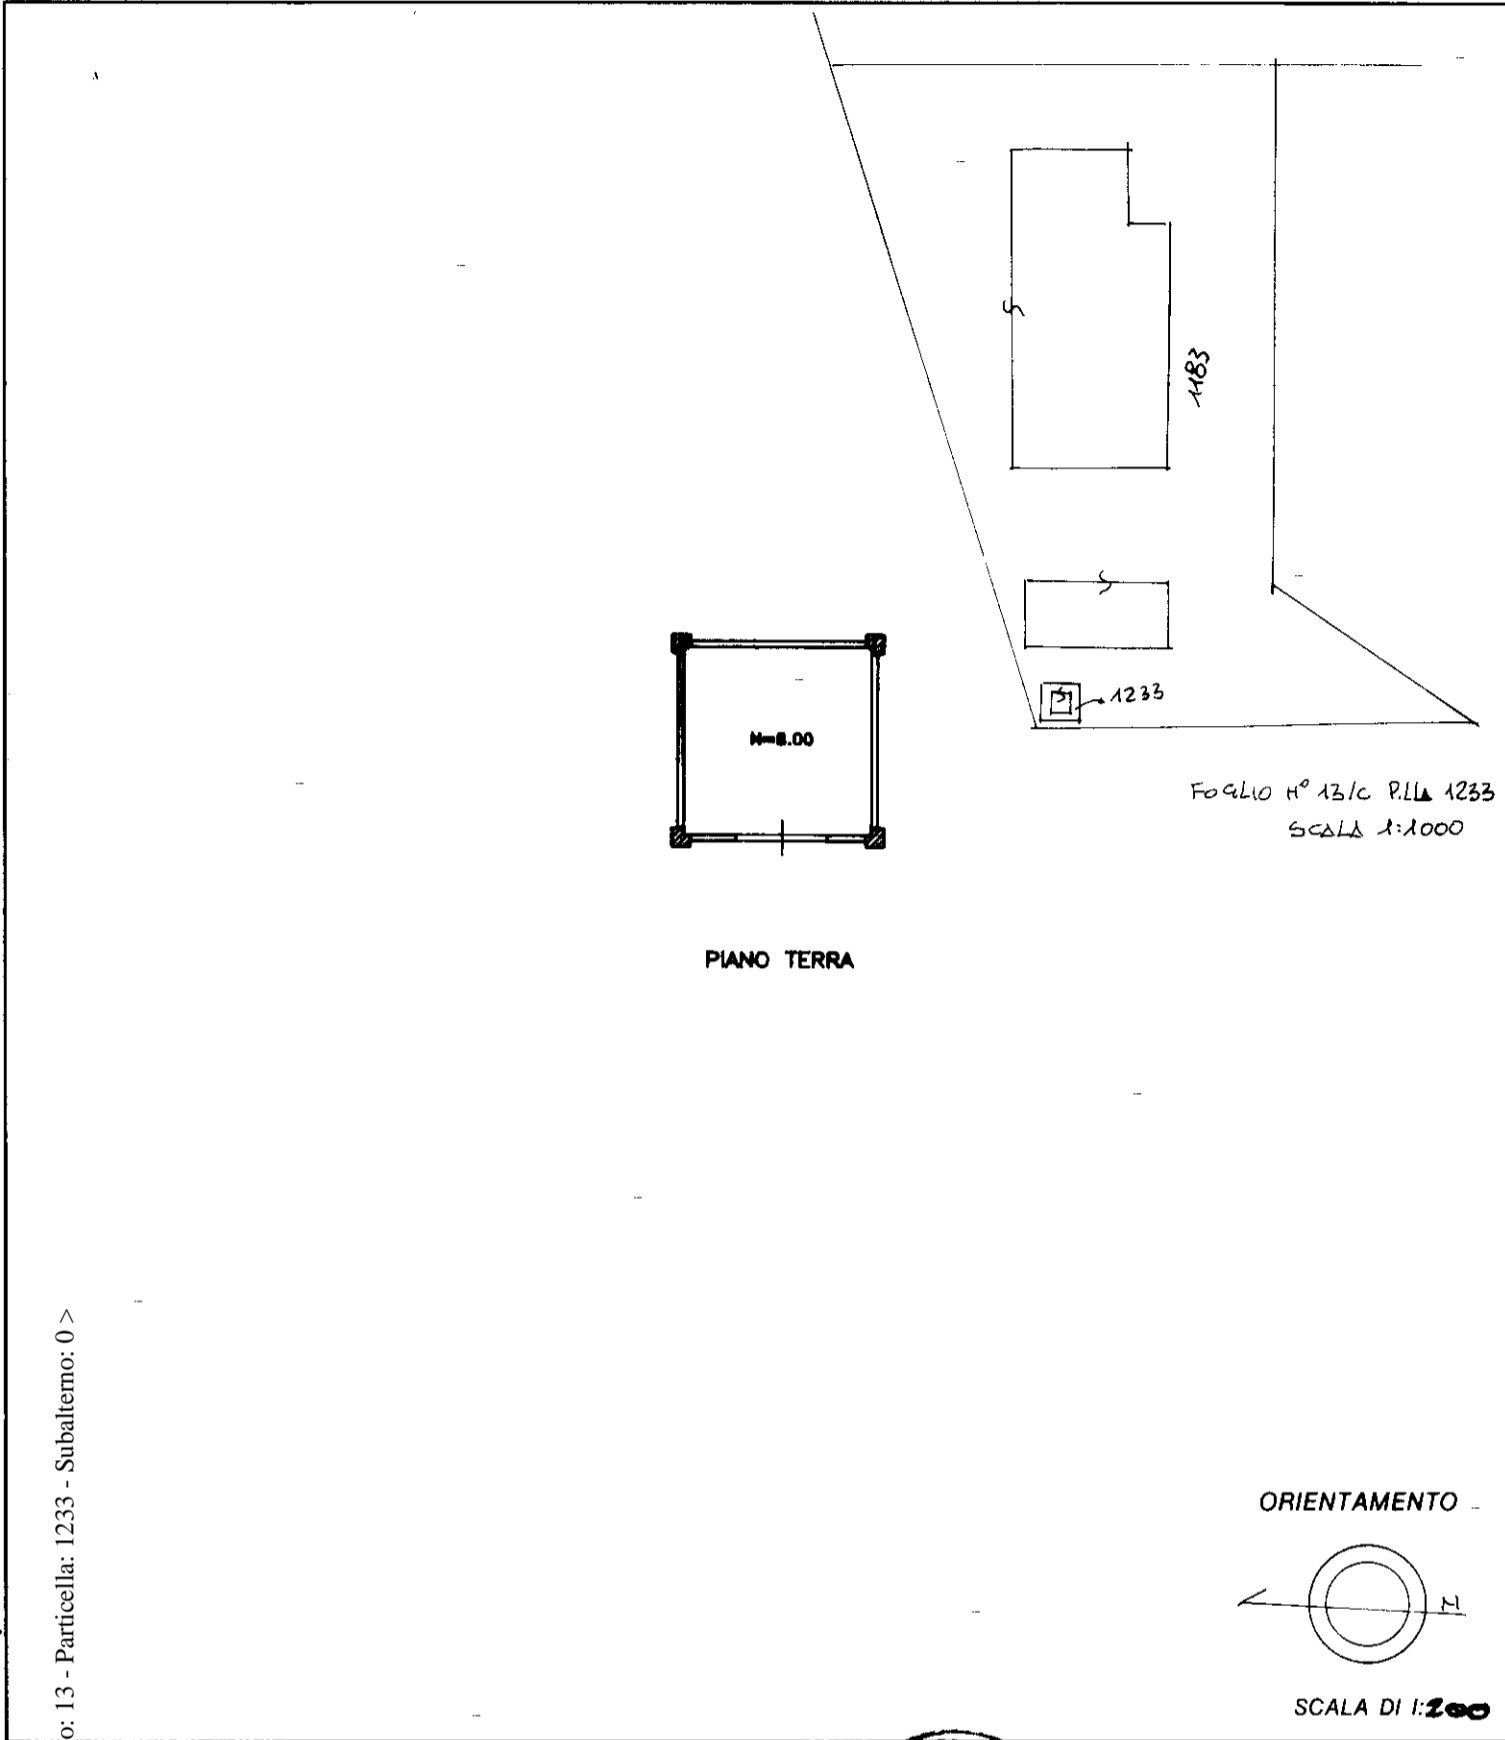 1183
1233
FOGLIO N° 13/C P.LLA 1233
SCALA 1:1000
PIANO TERRA
o: 13 - Particella: 1233 - Subalterno: 0 >
ORIENTAMENTO
N
SCALA DI 1:200